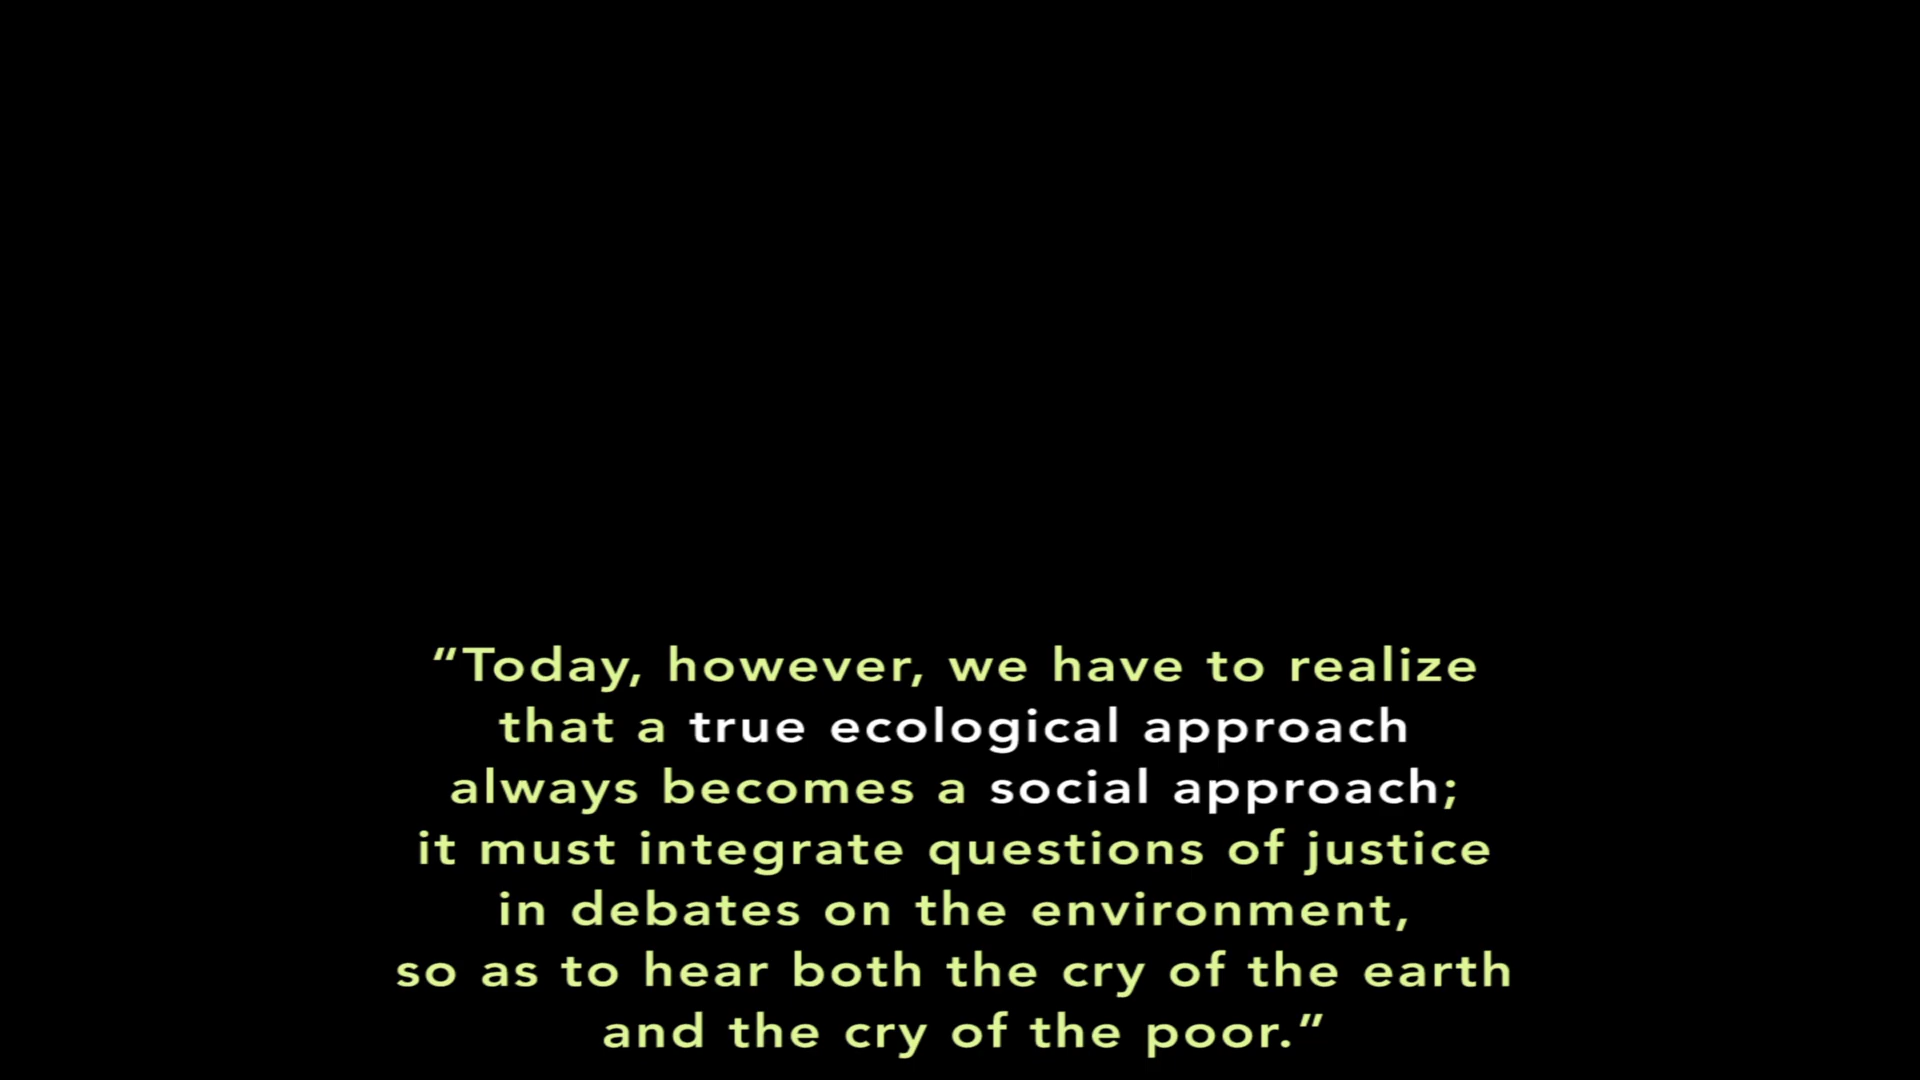 “Today, however, we have to realize
that a true ecological approach
always becomes a social approach;
it must integrate questions of justice
in debates on the environment,
so as to hear both the cry of the earth
and the cry of the poor.”